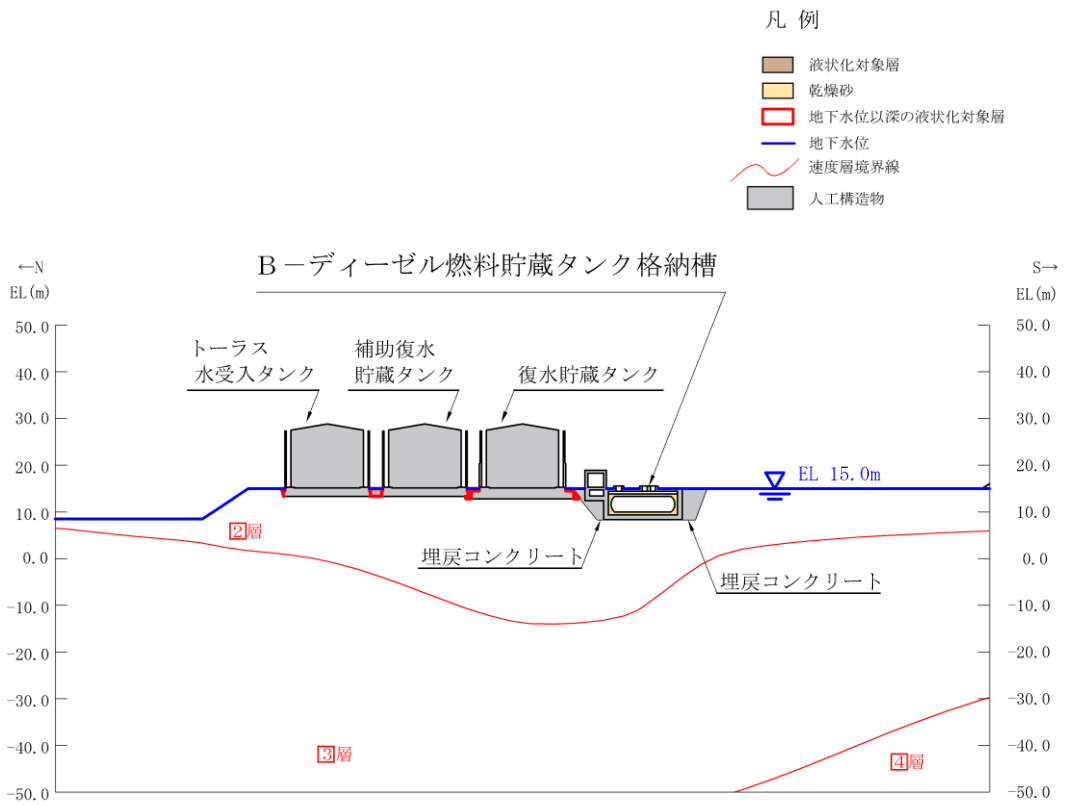 凡 例
液状化対象層
乾燥砂
地下水位以深の液状化対象層
地下水位
速度層境界線
人工構造物
B－ディーゼル燃料貯蔵タンク格納槽
←N
EL(m)
S→
EL(m)
トーラス
水受入タンク
補助復水
貯蔵タンク
復水貯蔵タンク
50.0
40.0
30.0
20.0
10.0
0.0
-10.0
-20.0
-30.0
-40.0
-50.0
EL 15.0m
2層
埋戻コンクリート
埋戻コンクリート
3層
4層
50.0
40.0
30.0
20.0
10.0
0.0
-10.0
-20.0
-30.0
-40.0
-50.0